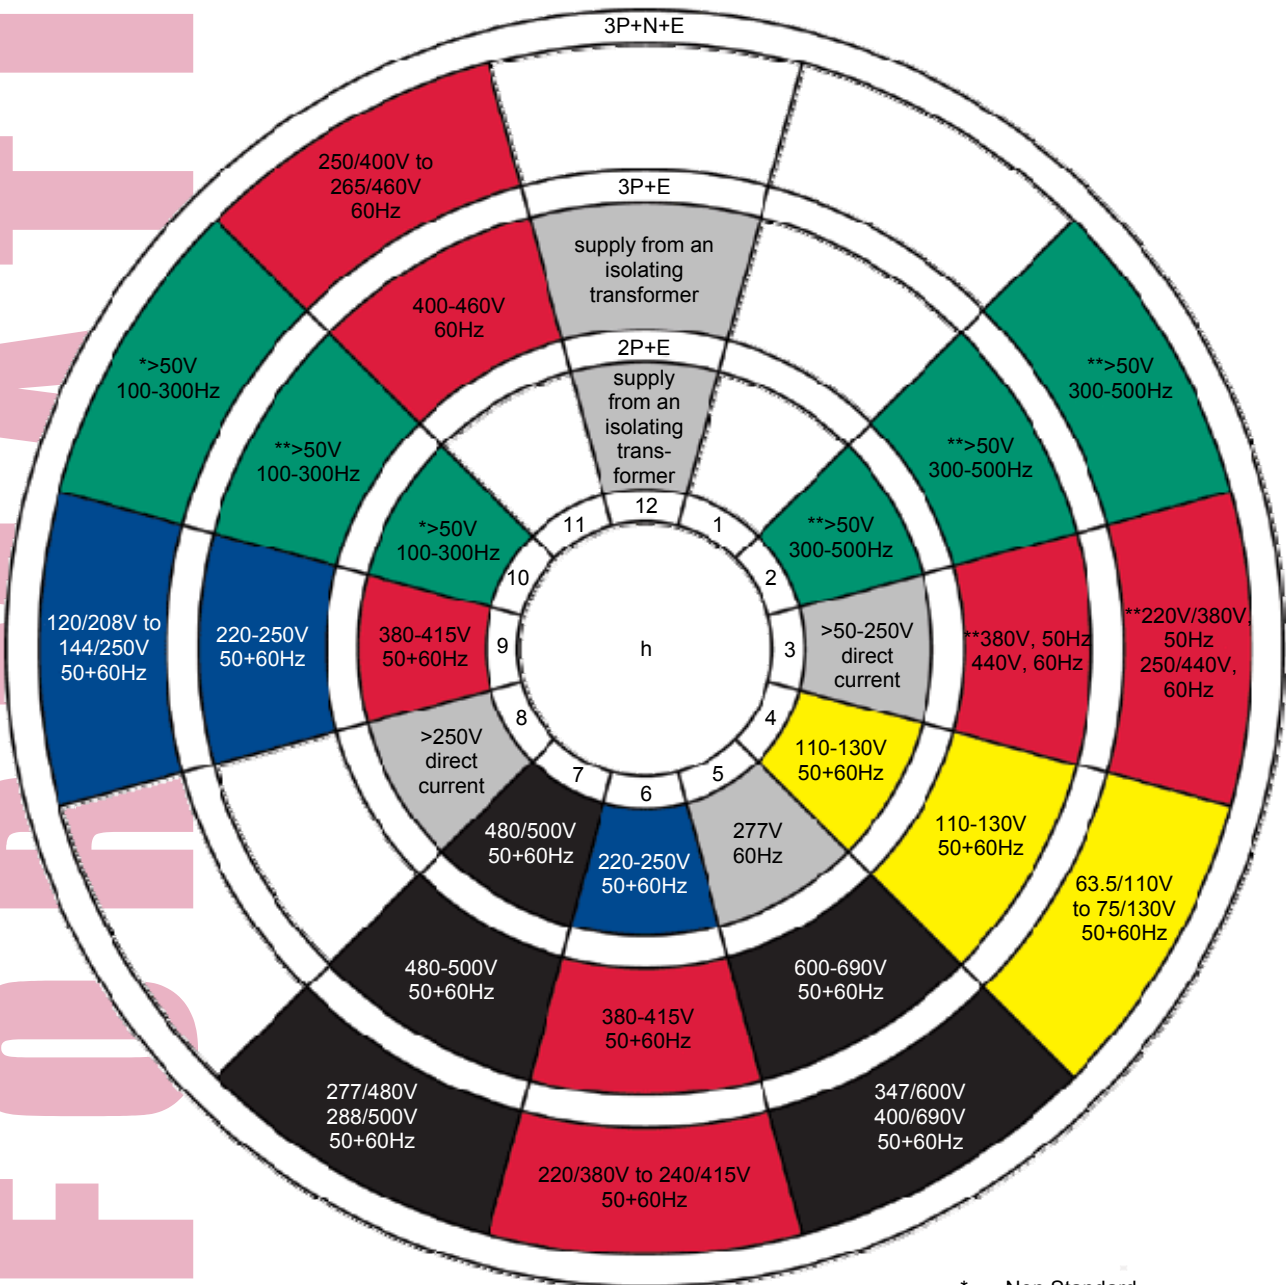 3P+N+E
250/400V to
265/460V
60Hz
3P+E
supply from an
isolating
transformer
400-460V
60Hz
2P+E
supply
from an
isolating
trans-
former
*>50V
100-300Hz
**>50V
300-500Hz
**>50V
100-300Hz
**>50V
300-500Hz
*>50V
100-300Hz
**>50V
300-500Hz
12
1
2
3
4
5
6
7
8
9
10
11
h
120/208V to
144/250V
50+60Hz
220-250V
50+60Hz
380-415V
50+60Hz
>50-250V
direct
current
**380V, 50Hz
440V, 60Hz
**220V/380V,
50Hz
250/440V,
60Hz
>250V
direct
current
110-130V
50+60Hz
480/500V
50+60Hz
220-250V
50+60Hz
277V
60Hz
110-130V
50+60Hz
63.5/110V
to 75/130V
50+60Hz
480-500V
50+60Hz
380-415V
50+60Hz
600-690V
50+60Hz
277/480V
288/500V
50+60Hz
220/380V to 240/415V
50+60Hz
347/600V
400/690V
50+60Hz
* Non Standard